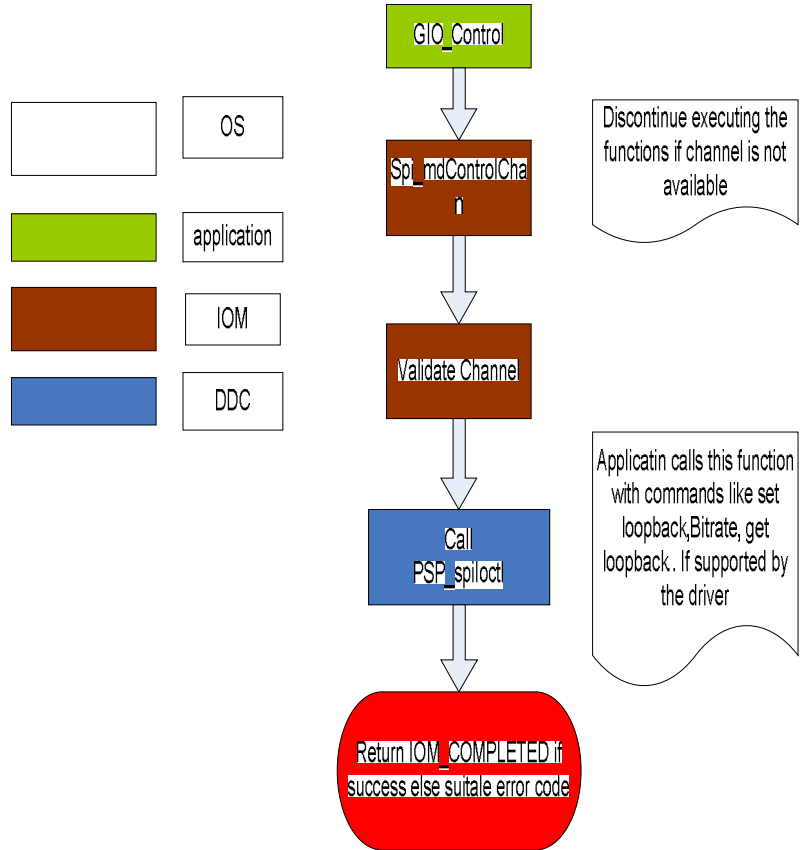 GIO_Control
OS
Discontinue executing the
functions if channel is not
available
Spi_mdControlCha
n
application
IOM
Validate Channel
DDC
Applicatin calls this function
with commands like set
loopback,Bitrate, get
loopback.. If supported by
the driver
Call
PSP_spiIoctl
Return IOM_COMPLETED if
success else suitale error code